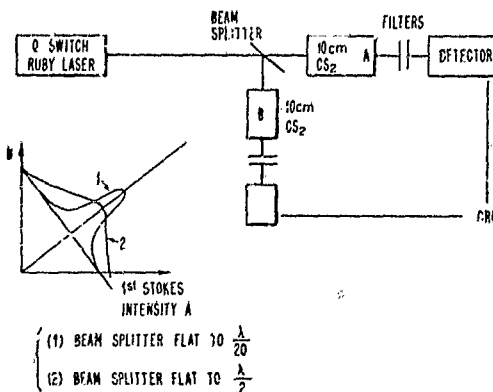 BEAM
SPLITTER
FILTERS
Q SWITCH
RUBY LASER
10cm
CS2
A
DETECTOR
B
10cm
CS2
B
1
2
1st STOKES
INTENSITY A
(1) BEAM SPLITTER FLAT TO λ/20
(2) BEAM SPLITTER FLAT TO λ/2